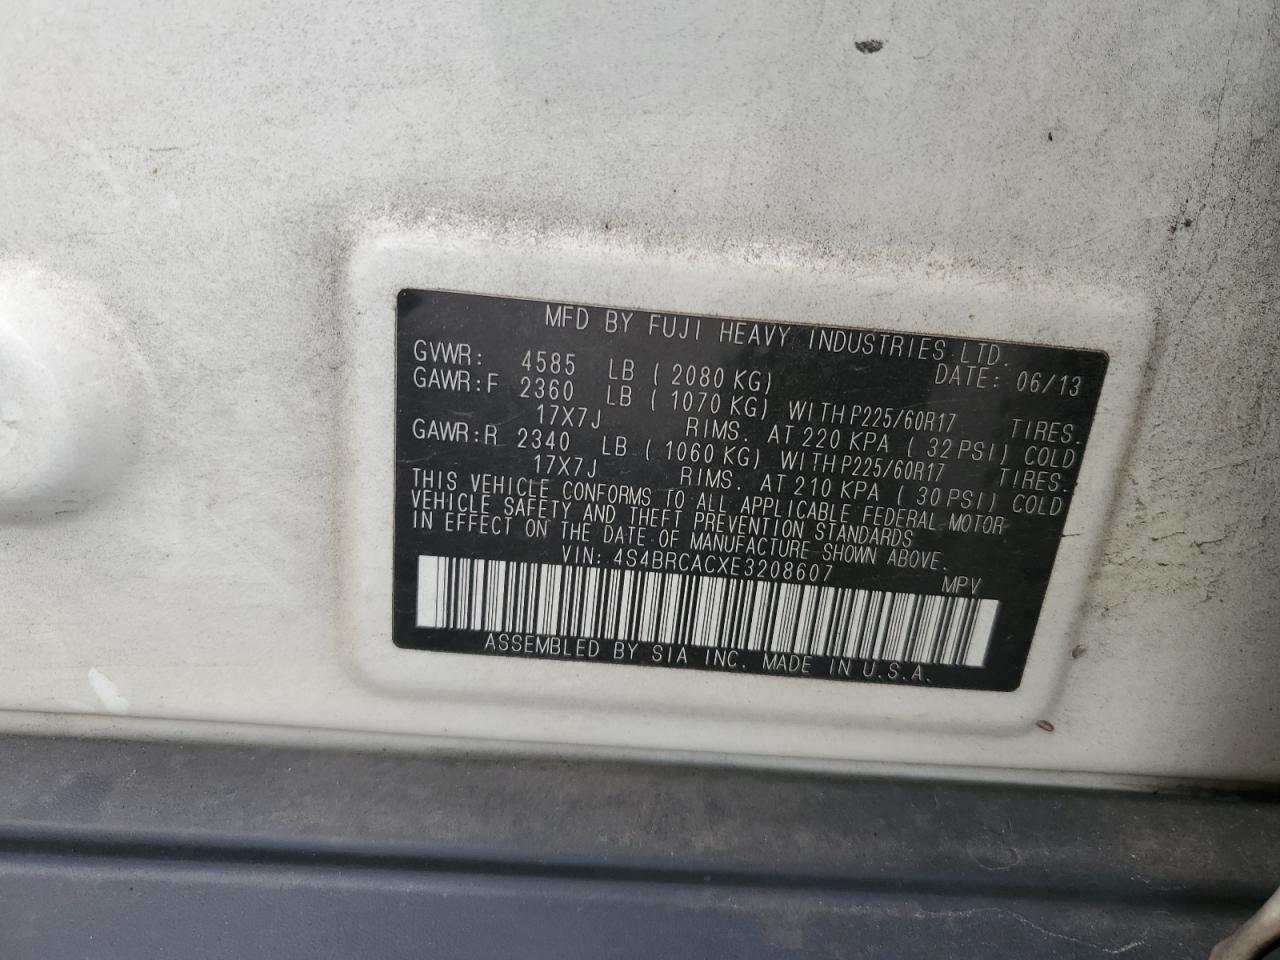 MFD BY FUJI HEAVY INDUSTRIES LTD.
DATE: 06/13
GVWR: 4585 LB ( 2080 KG)
GAWR:F 2360 LB ( 1070 KG) WITH P225/60R17 TIRES.
17X7J RIMS. AT 220 KPA ( 32 PSI) COLD
GAWR:R 2340 LB ( 1060 KG) WITH P225/60R17 TIRES.
17X7J RIMS. AT 210 KPA ( 30 PSI) COLD
THIS VEHICLE CONFORMS TO ALL APPLICABLE FEDERAL MOTOR
VEHICLE SAFETY AND THEFT PREVENTION STANDARDS
IN EFFECT ON THE DATE OF MANUFACTURE SHOWN ABOVE.
VIN: 4S4BRCACXE3208607 MPV
ASSEMBLED BY SIA INC. MADE IN U.S.A.